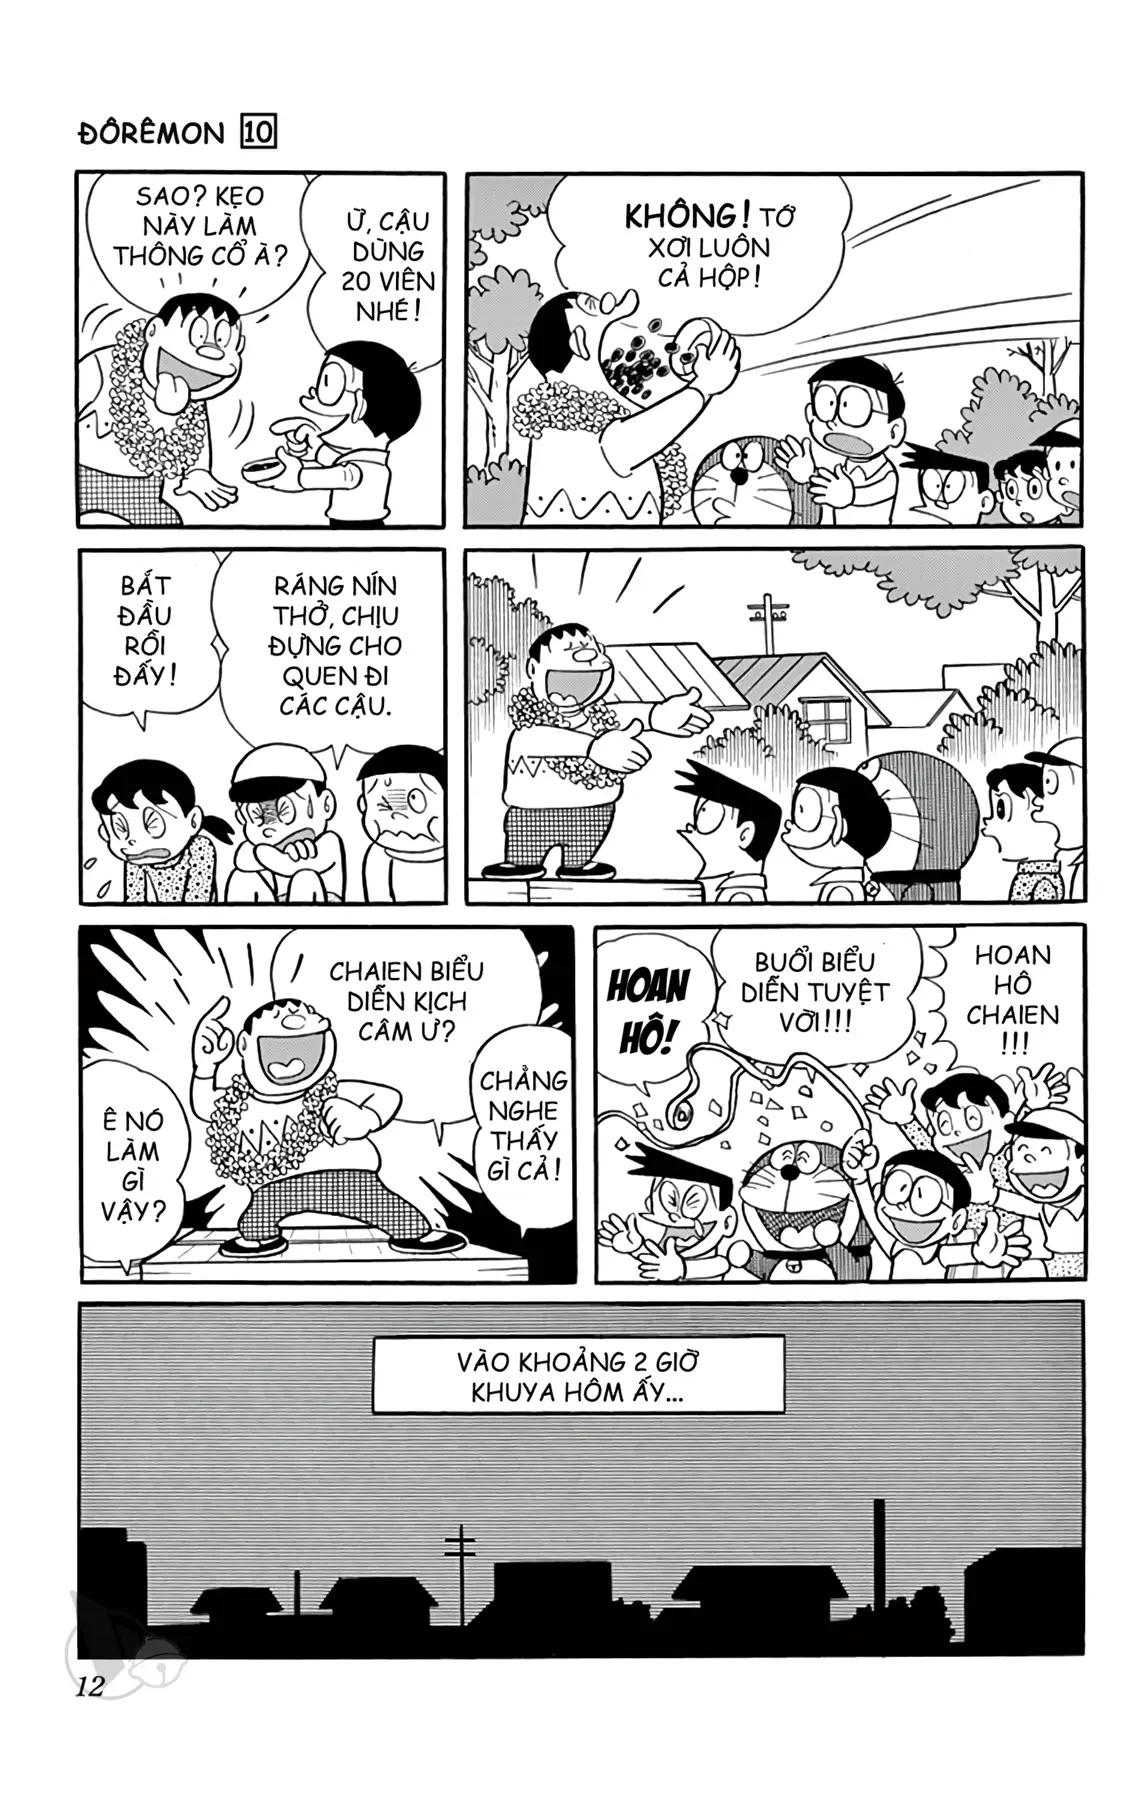 ĐÔRÊMON 10
SAO? KẸO
NÀY LÀM
THÔNG CỔ À?
Ừ, CẬU
DÙNG
20 VIÊN
NHÉ!
KHÔNG! TỚ
XƠI LUÔN
CẢ HỘP!
BẮT
ĐẦU
RỒI
ĐẤY!
RÁNG NÍN
THỞ, CHỊU
ĐỰNG CHO
QUEN ĐI
CÁC CẬU.
CHAIEN BIỂU
DIỄN KỊCH
CÂM Ư?
Ê NÓ
LÀM
GÌ
VẬY?
CHẲNG
NGHE
THẤY
GÌ CẢ!
HOAN
HÔ!
BUỔI BIỂU
DIỄN TUYỆT
VỜI!!!
HOAN
HÔ
CHAIEN
!!!
VÀO KHOẢNG 2 GIỜ
KHUYA HÔM ẤY...
12